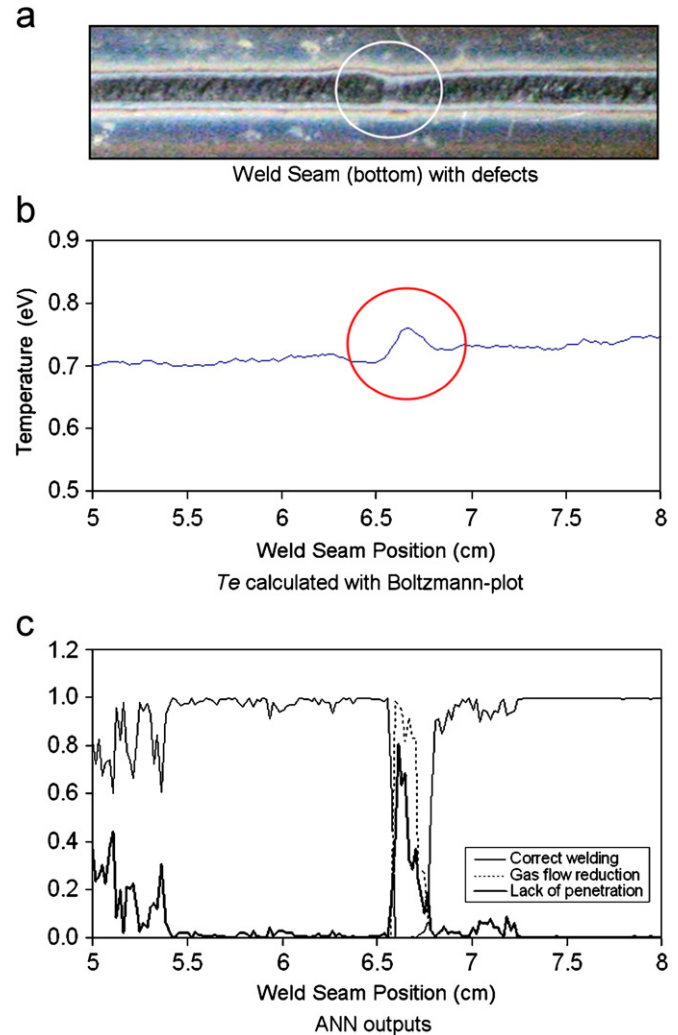 a
Weld Seam (bottom) with defects
b
0.9
0.8
0.7
0.6
0.5
Temperature (eV)
5 5.5 6 6.5 7 7.5 8
Weld Seam Position (cm)
Te calculated with Boltzmann-plot
c
1.2
1.0
0.8
0.6
0.4
0.2
0.0
Correct welding
Gas flow reduction
Lack of penetration
5 5.5 6 6.5 7 7.5 8
Weld Seam Position (cm)
ANN outputs